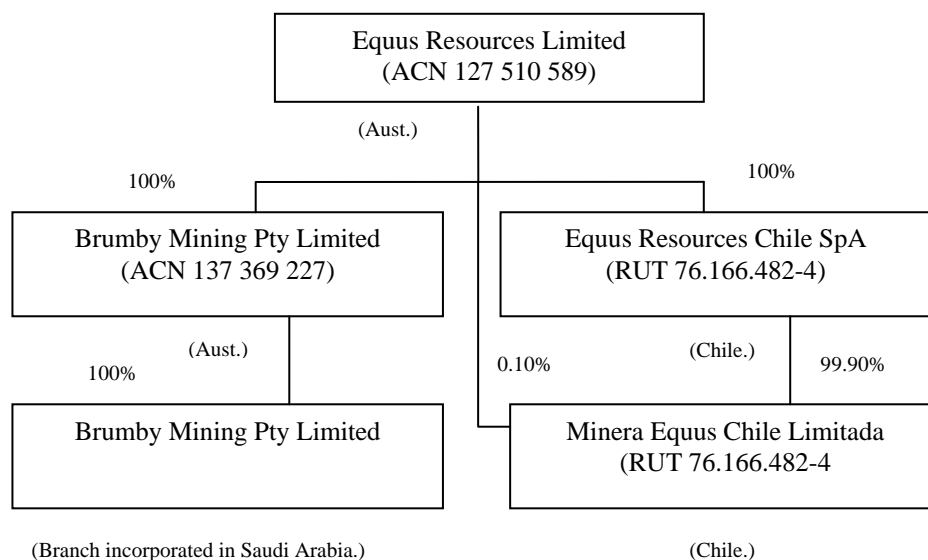 Equus Resources Limited
(ACN 127 510 589)
(Aust.)
100%
100%
Brumby Mining Pty Limited
(ACN 137 369 227)
Equus Resources Chile SpA
(RUT 76.166.482-4)
(Aust.)
(Chile.)
100%
0.10%
99.90%
Brumby Mining Pty Limited
Minera Equus Chile Limitada
(RUT 76.166.482-4
(Branch incorporated in Saudi Arabia.)
(Chile.)